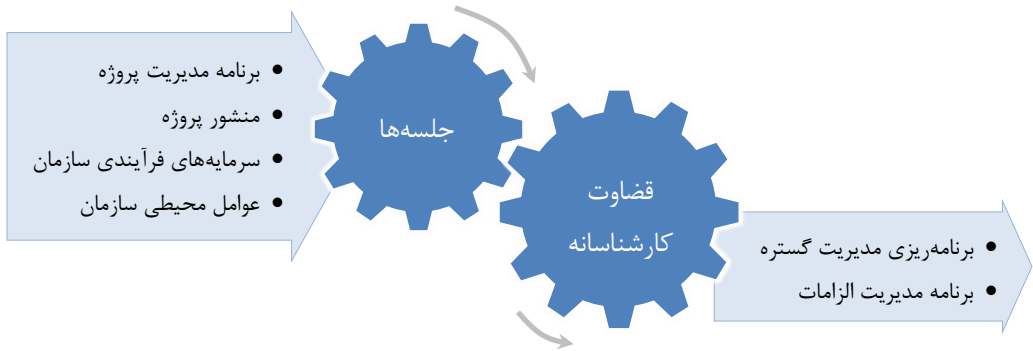 • برنامه مدیریت پروژه
• منشور پروژه
• سرمایه‌های فرآیندی سازمان
• عوامل محیطی سازمان
جلسه‌ها
قضاوت
کارشناسانه
• برنامه‌ریزی مدیریت گستره
• برنامه مدیریت الزامات